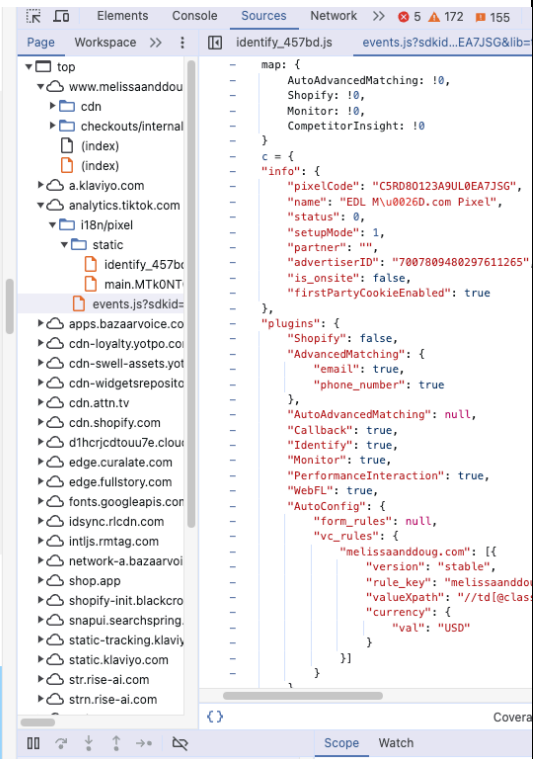 Elements Console Sources Network 5 172 155
Page Workspace
identify_457bd.js events.js?sdkid...EA7JSG&lib=
top
www.melissaanddou
cdn
checkouts/internal
(index)
(index)
a.klaviyo.com
analytics.tiktok.com
i18n/pixel
static
identify_457bd
main.MTk0NT
events.js?sdkid=
apps.bazaarvoice.co
cdn-loyalty.yotpo.co
cdn-swell-assets.yot
cdn-widgetsreposito
cdn.attn.tv
cdn.shopify.com
d1hcrjcdtouu7e.clou
edge.curalate.com
edge.fullstory.com
fonts.googleapis.con
idsync.rlcdn.com
intljs.rmtag.com
network-a.bazaarvoi
shop.app
shopify-init.blackcro
snapui.searchspring.
static-tracking.klaviy
static.klaviyo.com
str.rise-ai.com
strn.rise-ai.com
- map: {
- AutoAdvancedMatching: !0,
- Shopify: !0,
- Monitor: !0,
- CompetitorInsight: !0
- }
- c = {
- "info": {
- "pixelCode": "C5RD8O123A9UL0EA7JSG",
- "name": "EDL M\u0026D.com Pixel",
- "status": 0,
- "setupMode": 1,
- "partner": "",
- "advertiserID": "7007809480297611265",
- "is_onsite": false,
- "firstPartyCookieEnabled": true
- },
- "plugins": {
- "Shopify": false,
- "AdvancedMatching": {
- "email": true,
- "phone_number": true
- },
- "AutoAdvancedMatching": null,
- "Callback": true,
- "Identify": true,
- "Monitor": true,
- "PerformanceInteraction": true,
- "WebFL": true,
- "AutoConfig": {
- "form_rules": null,
- "vc_rules": {
- "melissaanddoug.com": [{
- "version": "stable",
- "rule_key": "melissaanddou
- "valueXpath": "//td[@clas
- "currency": {
- "val": "USD"
- }
- }]
- }
- }
{} Covera
Scope Watch